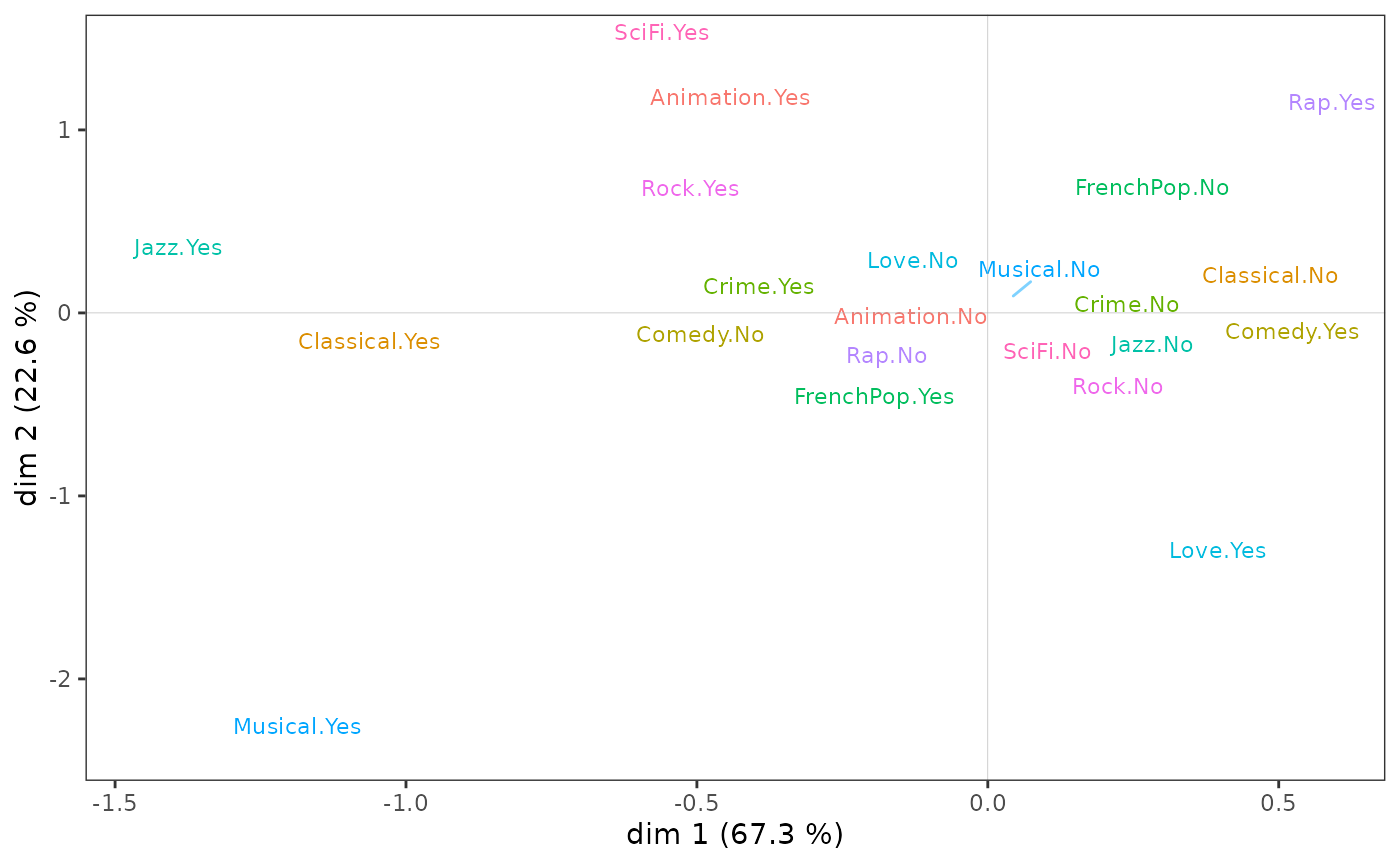 SciFi.Yes
Animation.Yes
Rap.Yes
1
Rock.Yes
FrenchPop.No
Jazz.Yes
Love.No
Musical.No
Classical.No
Crime.Yes
Crime.No
0
Animation.No
Comedy.No
Comedy.Yes
Classical.Yes
Rap.No
SciFi.No
Jazz.No
FrenchPop.Yes
Rock.No
dim 2 (22.6 %)
-1
Love.Yes
-2
Musical.Yes
-1.5 -1.0 -0.5 0.0 0.5
dim 1 (67.3 %)